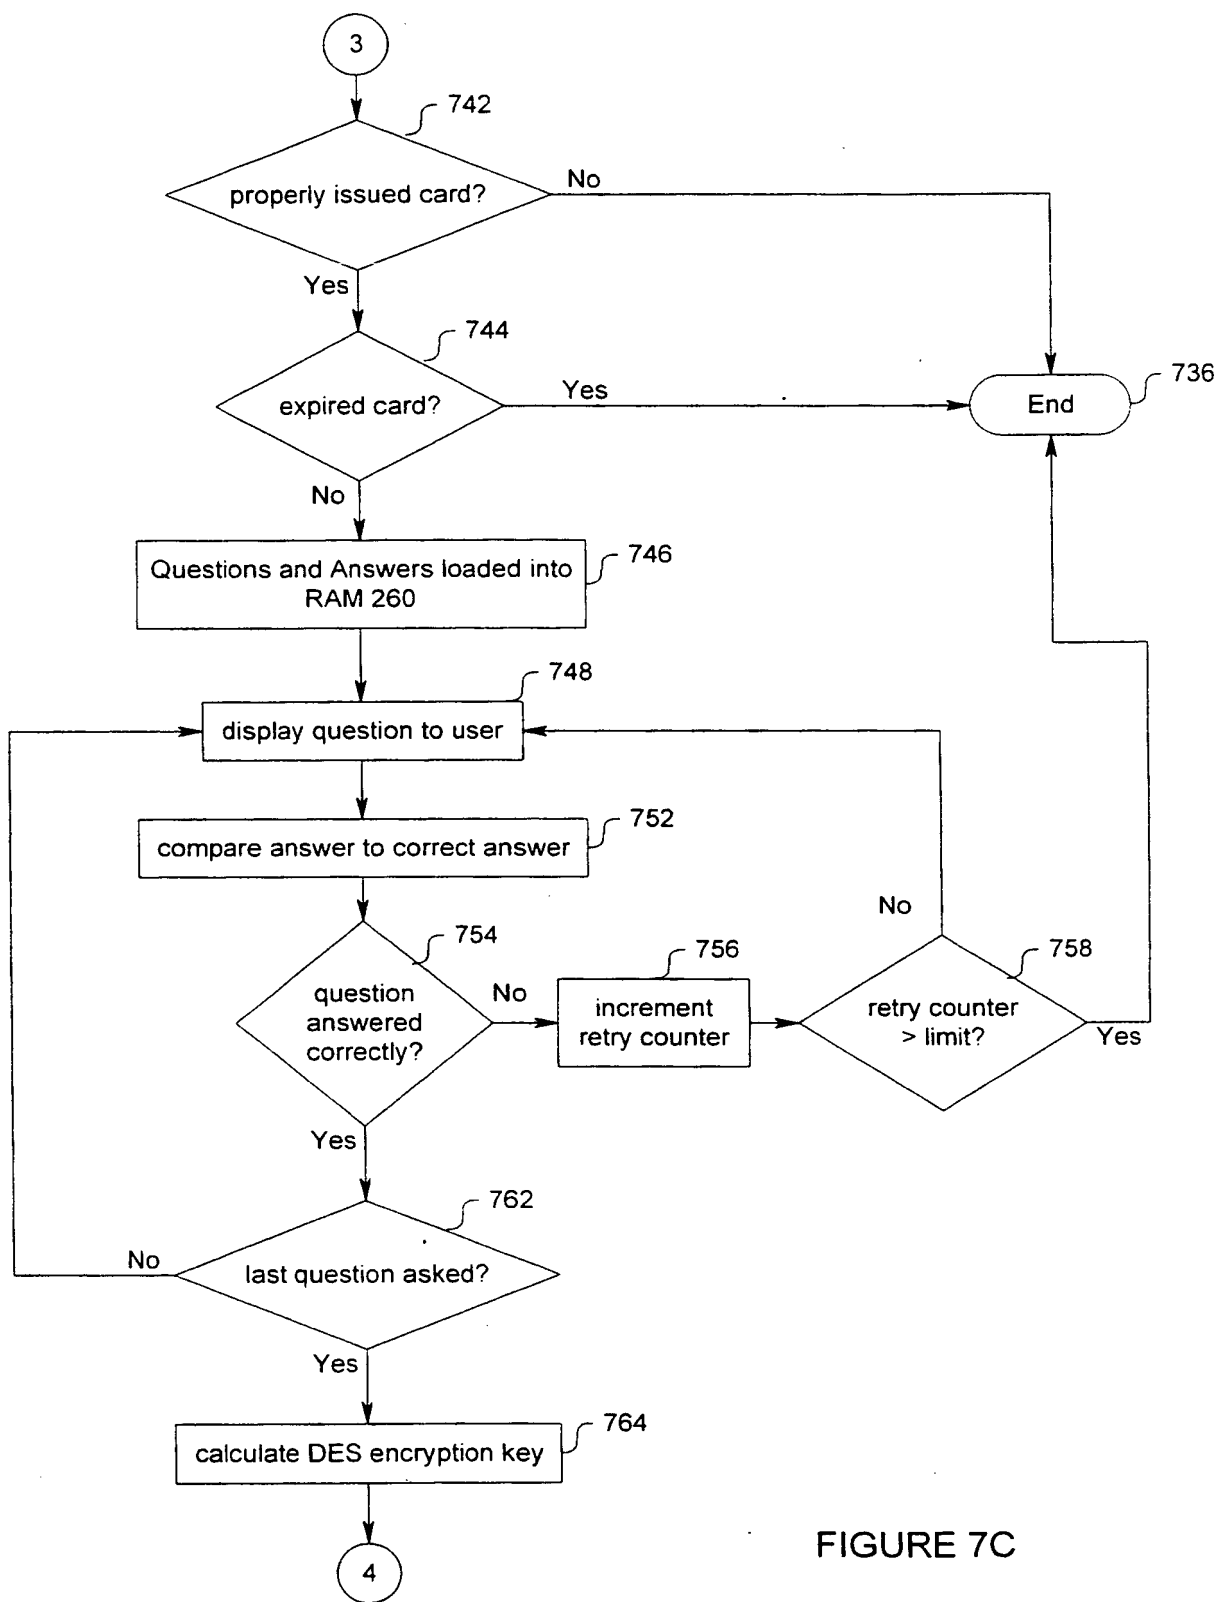 3
742
properly issued card?
No
Yes
744
expired card?
Yes
736
End
No
746
Questions and Answers loaded into
RAM 260
748
display question to user
752
compare answer to correct answer
No
754
756
758
question
answered
correctly?
No
increment
retry counter
retry counter
> limit?
Yes
Yes
762
No
last question asked?
Yes
764
calculate DES encryption key
4
FIGURE 7C